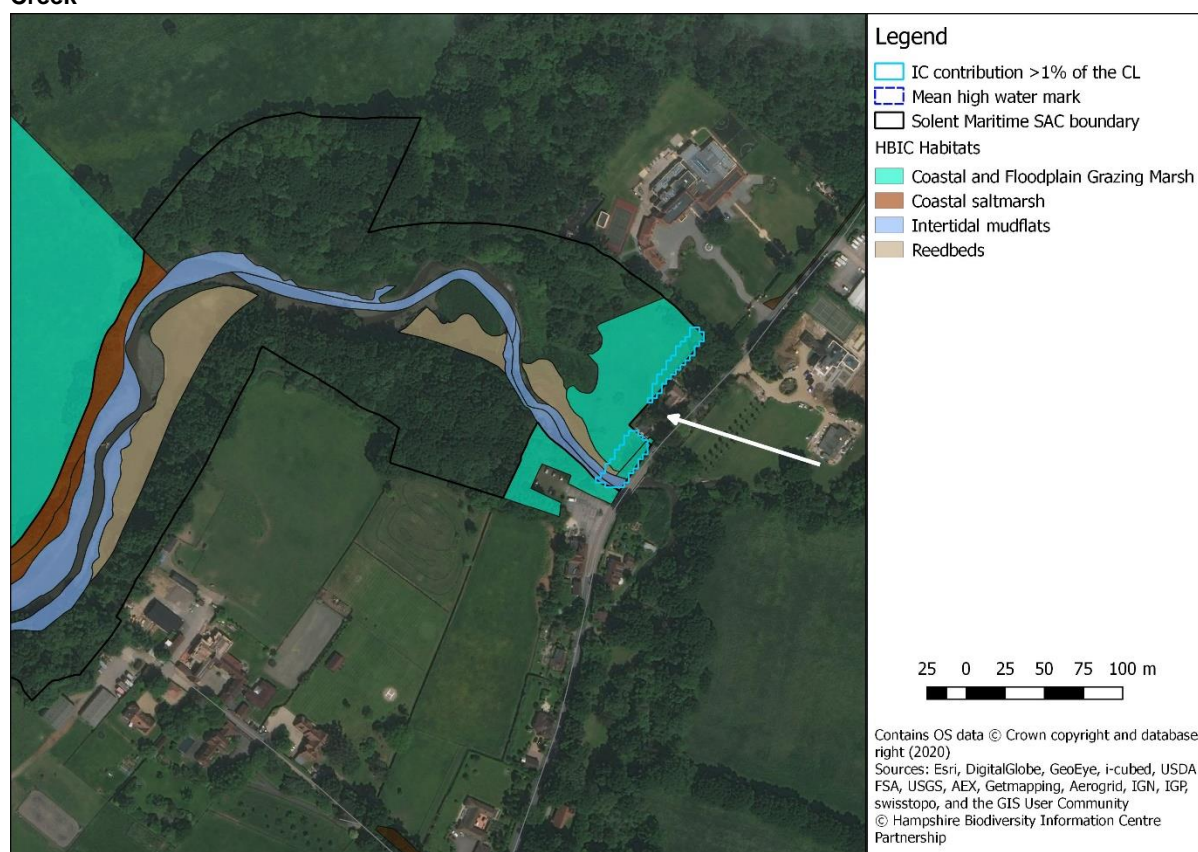 Creek
Legend
IC contribution >1% of the CL
Mean high water mark
Solent Maritime SAC boundary
HBIC Habitats
Coastal and Floodplain Grazing Marsh
Coastal saltmarsh
Intertidal mudflats
Reedbeds
25 0 25 50 75 100 m
Contains OS data © Crown copyright and database
right (2020)
Sources: Esri, DigitalGlobe, GeoEye, i-cubed, USDA
FSA, USGS, AEX, Getmapping, Aerogrid, IGN, IGP,
swisstopo, and the GIS User Community
© Hampshire Biodiversity Information Centre
Partnership